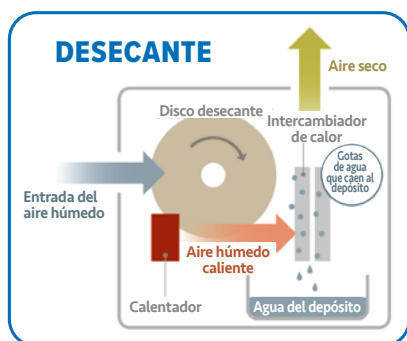 DESECANTE
Aire seco
Disco desecante
Intercambiador
de calor
Gotas
de agua
que caen al
depósito
Entrada del
aire húmedo
Aire húmedo
caliente
Calentador
Agua del depósito